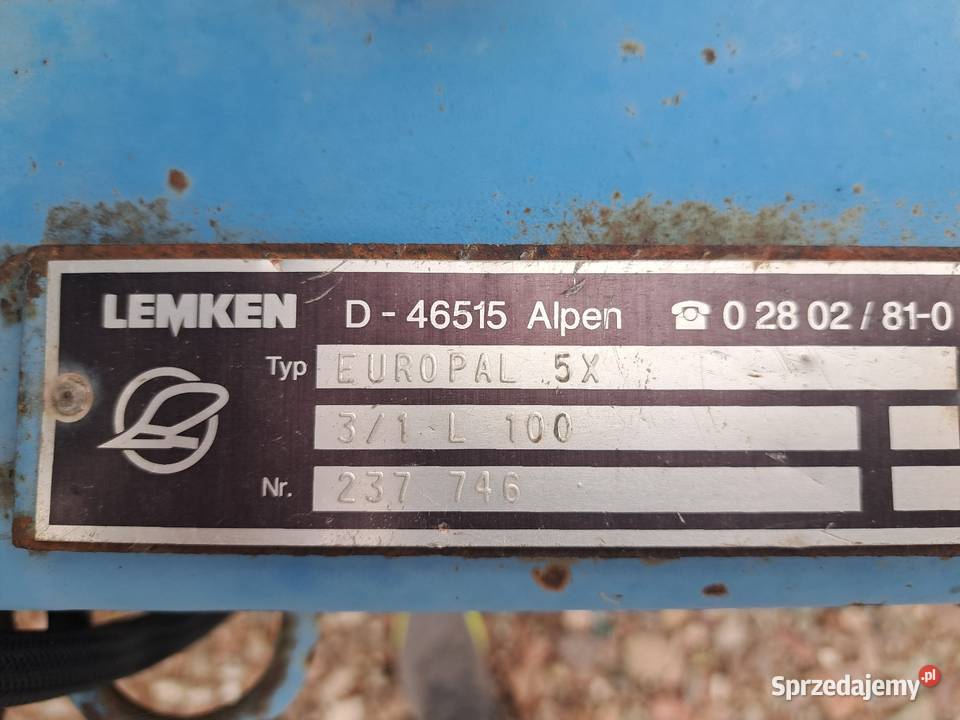 LEMKEN D - 46515 Alpen ☎ 0 28 02 / 81-0
Typ EUROPAL 5X
3/1 L 100
Nr. 237 746
Sprzedajemy.pl